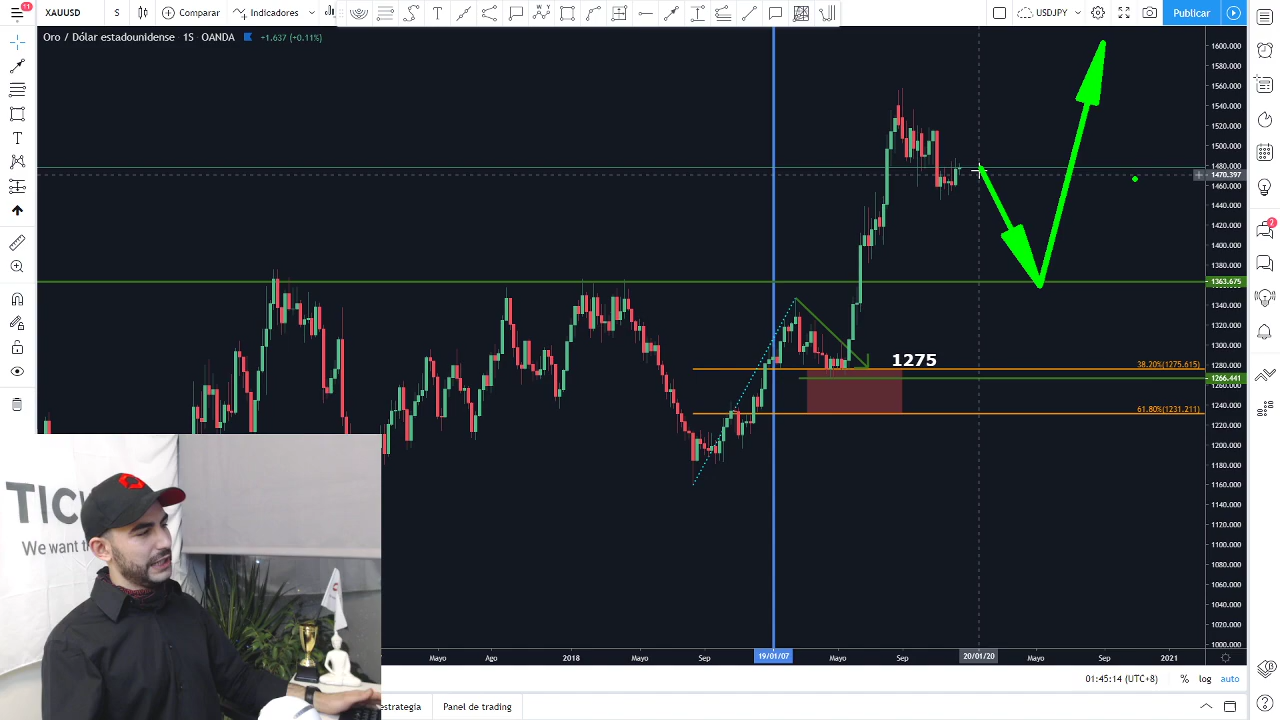 11
XAUUSD
S
Comparar
Indicadores
USDJPY
Publicar
Oro / Dólar estadounidense · 1S · OANDA
+1.637 (+0.11%)
1600.000
1580.000
1560.000
1540.000
1520.000
1500.000
1480.000
1470.397
1460.000
1440.000
1420.000
1400.000
1380.000
1363.675
1340.000
1320.000
1300.000
1275
38.20%(1275.615)
1280.000
1266.441
1260.000
61.80%(1231.211)
1240.000
1220.000
1200.000
1180.000
1160.000
1140.000
1120.000
1100.000
1080.000
1060.000
1040.000
1020.000
1000.000
2
TIC
We want th
Mayo
Ago
2018
Mayo
Sep
19/01/07
Mayo
Sep
20/01/20
Mayo
Sep
2021
01:45:14 (UTC+8)
%
log
auto
estrategia
Panel de trading